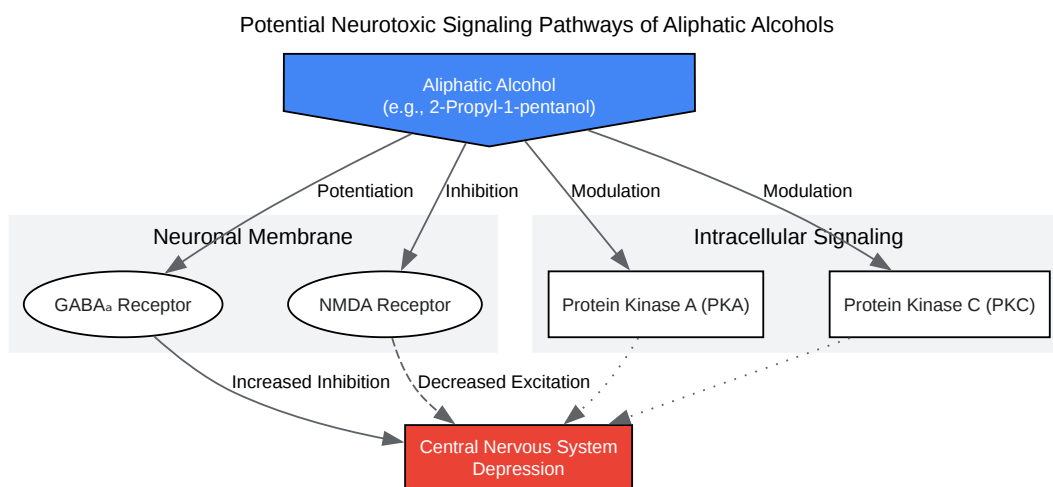 Potential Neurotoxic Signaling Pathways of Aliphatic Alcohols
Aliphatic Alcohol
(e.g., 2-Propyl-1-pentanol)
Potentiation
Inhibition
Modulation
Modulation
Neuronal Membrane
Intracellular Signaling
GABAₐ Receptor
NMDA Receptor
Protein Kinase A (PKA)
Protein Kinase C (PKC)
Increased Inhibition
Decreased Excitation
Central Nervous System
Depression